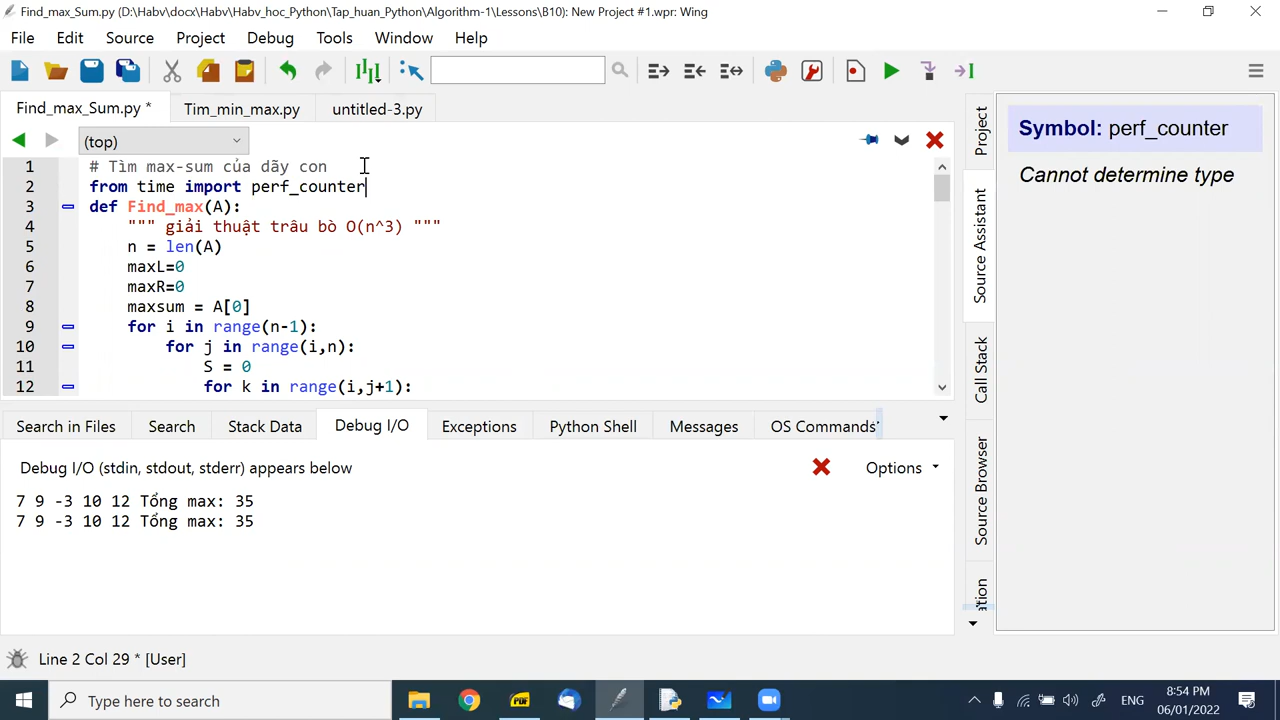 Find_max_Sum.py (D:\Habv\docx\Habv\Habv_hoc_Python\Tap_huan_Python\Algorithm-1\Lessons\B10): New Project #1.wpr: Wing
File Edit Source Project Debug Tools Window Help
Find_max_Sum.py * Tim_min_max.py untitled-3.py
(top)
1 # Tìm max-sum của dãy con
2 from time import perf_counter
3 def Find_max(A):
4 """ giải thuật trâu bò O(n^3) """
5 n = len(A)
6 maxL=0
7 maxR=0
8 maxsum = A[0]
9 for i in range(n-1):
10 for j in range(i,n):
11 S = 0
12 for k in range(i,j+1):
Search in Files Search Stack Data Debug I/O Exceptions Python Shell Messages OS Commands
Debug I/O (stdin, stdout, stderr) appears below
Options
7 9 -3 10 12 Tổng max: 35
7 9 -3 10 12 Tổng max: 35
Project
Source Assistant
Call Stack
Source Browser
Symbol: perf_counter
Cannot determine type
Line 2 Col 29 * [User]
Type here to search
PDF
ENG
8:54 PM
06/01/2022